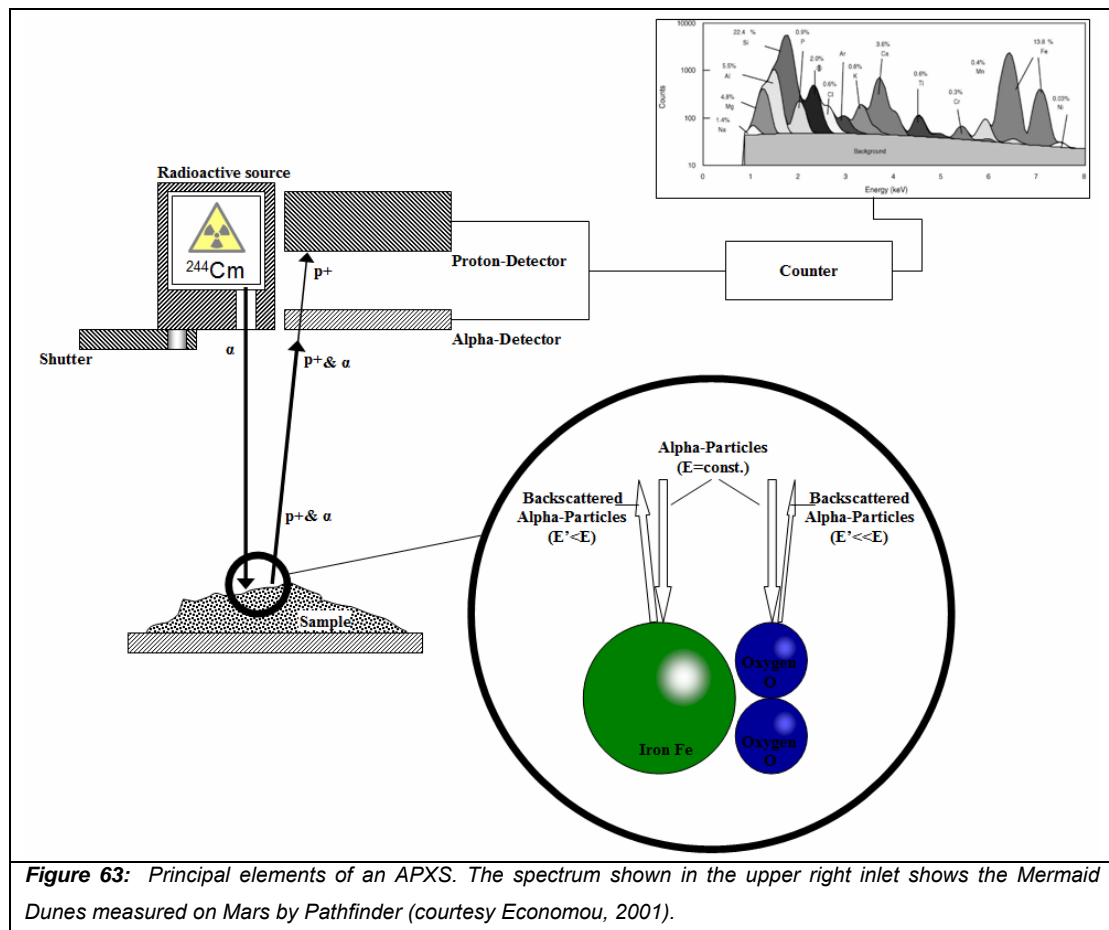 10000
1000
100
10
Counts
22.4 %
Si
0.9%
P
5.5%
Al
2.0%
S
4.8%
Mg
0.6%
Cl
1.4%
Na
Ar
0.8%
K
3.6%
Ca
0.6%
Ti
0.3%
Cr
0.4%
Mn
13.8 %
Fe
0.03%
Ni
Background
0 1 2 3 4 5 6 7 8
Energy (keV)
Radioactive source
244Cm
p+
Proton-Detector
Counter
Alpha-Detector
Shutter
α
p+ & α
p+ & α
Sample
Alpha-Particles
(E=const.)
Backscattered
Alpha-Particles
(E'<E)
Backscattered
Alpha-Particles
(E'<<E)
Oxygen
O
Iron Fe
Oxygen
O
Figure 63: Principal elements of an APXS. The spectrum shown in the upper right inlet shows the Mermaid
Dunes measured on Mars by Pathfinder (courtesy Economou, 2001).